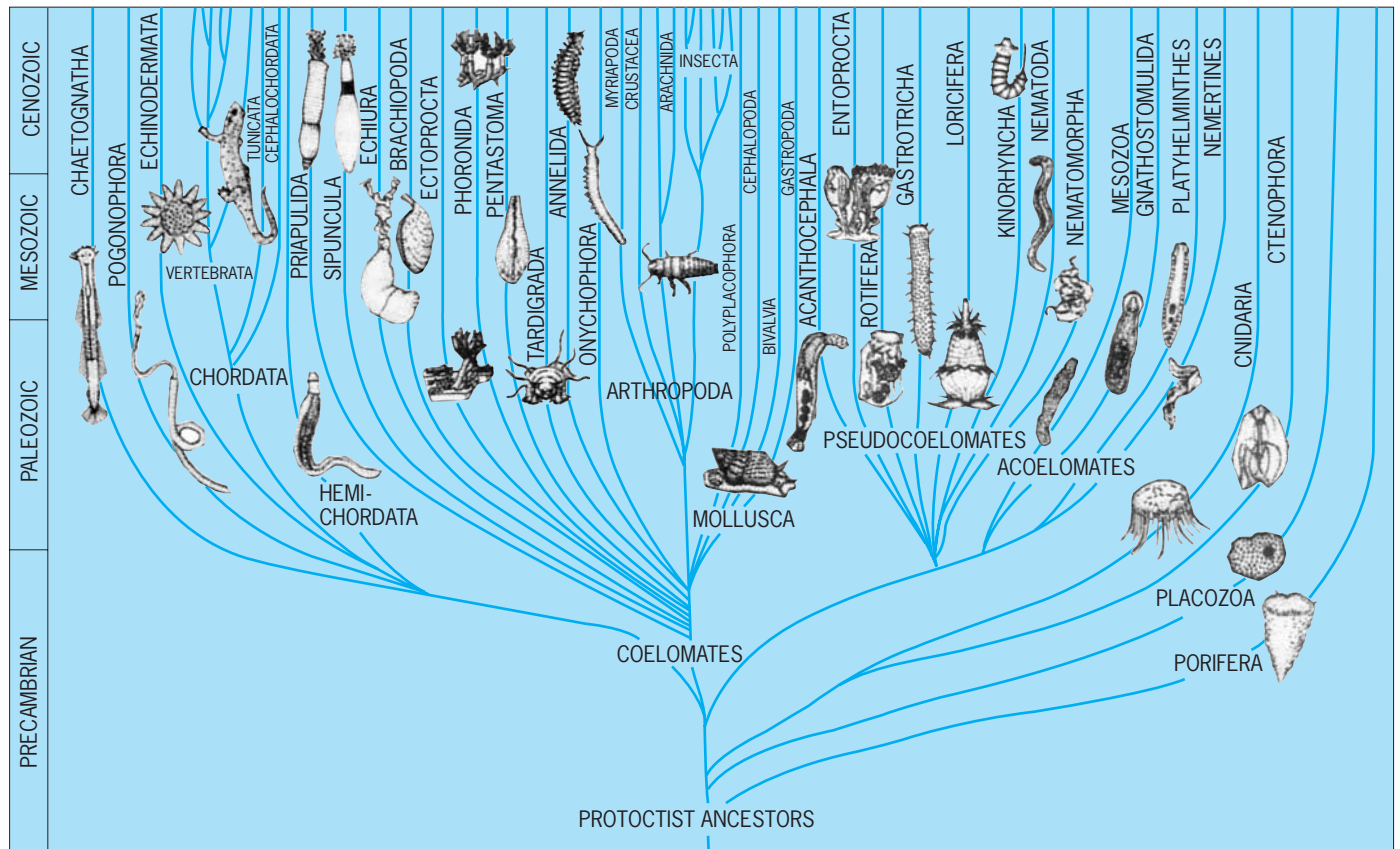 CENOZOIC
MESOZOIC
PALEOZOIC
PRECAMBRIAN
CHAETOGNATHA
POGONOPHORA
ECHINODERMATA
VERTEBRATA
TUNICATA
CEPHALOCHORDATA
CHORDATA
PRIAPULIDA
SIPUNCULA
HEMI-
CHORDATA
ECHIURA
BRACHIOPODA
ECTOPROCTA
PHORONIDA
PENTASTOMA
TARDIGRADA
ANNELIDA
ONYCHOPHORA
MYRIAPODA
CRUSTACEA
ARACHNIDA
INSECTA
ARTHROPODA
POLYPLACOPHORA
CEPHALOPODA
BIVALVIA
GASTROPODA
MOLLUSCA
ACANTHOCEPHALA
ENTOPROCTA
ROTIFERA
GASTROTRICHA
LORCIFERA
KINORHYNCHA
NEMATODA
NEMATOMORPHA
PSEUDOCOELOMATES
MESOZOA
GNATHOSTOMULIDA
PLATYHELMINTHES
NEMERTINES
ACOELOMATES
CNIDARIA
CTENOPHORA
PLACOZOA
PORIFERA
COELOMATES
PROTOCTIST ANCESTORS